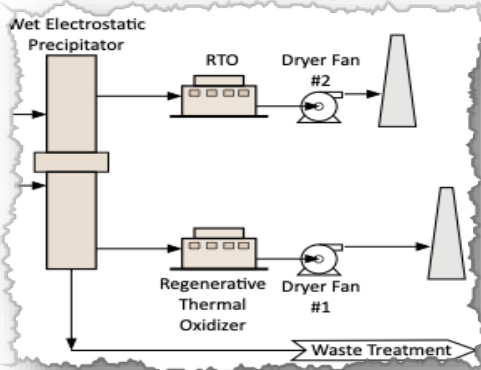 Wet Electrostatic
Precipitator
RTO
Dryer Fan
#2
Regenerative
Thermal
Oxidizer
Dryer Fan
#1
Waste Treatment